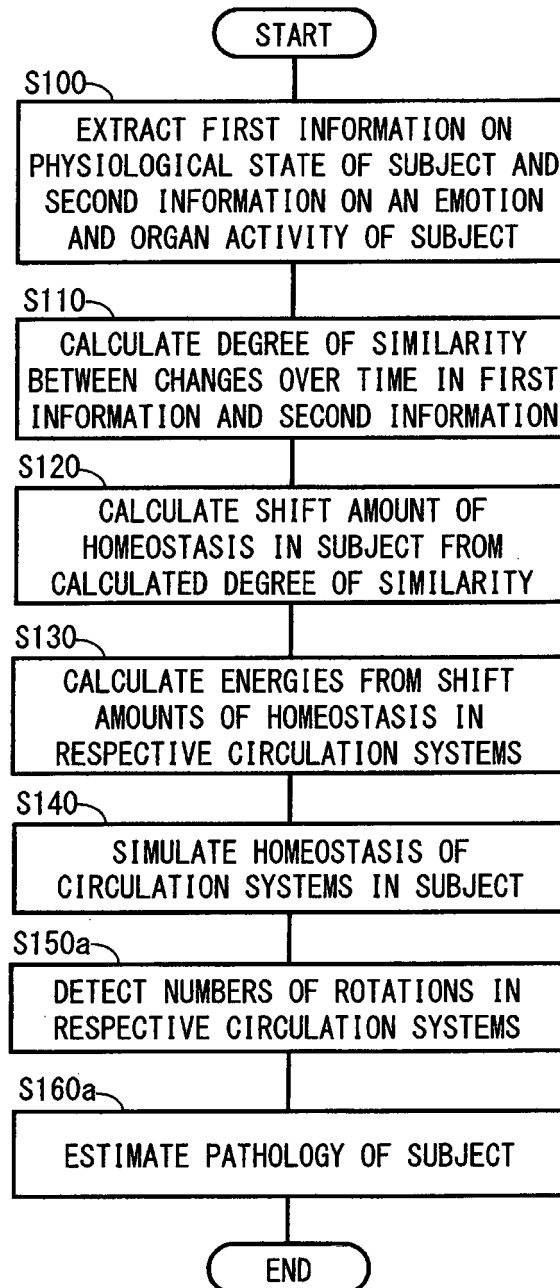 START
S100
EXTRACT FIRST INFORMATION ON
PHYSIOLOGICAL STATE OF SUBJECT AND
SECOND INFORMATION ON AN EMOTION
AND ORGAN ACTIVITY OF SUBJECT
S110
CALCULATE DEGREE OF SIMILARITY
BETWEEN CHANGES OVER TIME IN FIRST
INFORMATION AND SECOND INFORMATION
S120
CALCULATE SHIFT AMOUNT OF
HOMEOSTASIS IN SUBJECT FROM
CALCULATED DEGREE OF SIMILARITY
S130
CALCULATE ENERGIES FROM SHIFT
AMOUNTS OF HOMEOSTASIS IN
RESPECTIVE CIRCULATION SYSTEMS
S140
SIMULATE HOMEOSTASIS OF
CIRCULATION SYSTEMS IN SUBJECT
S150a
DETECT NUMBERS OF ROTATIONS IN
RESPECTIVE CIRCULATION SYSTEMS
S160a
ESTIMATE PATHOLOGY OF SUBJECT
END